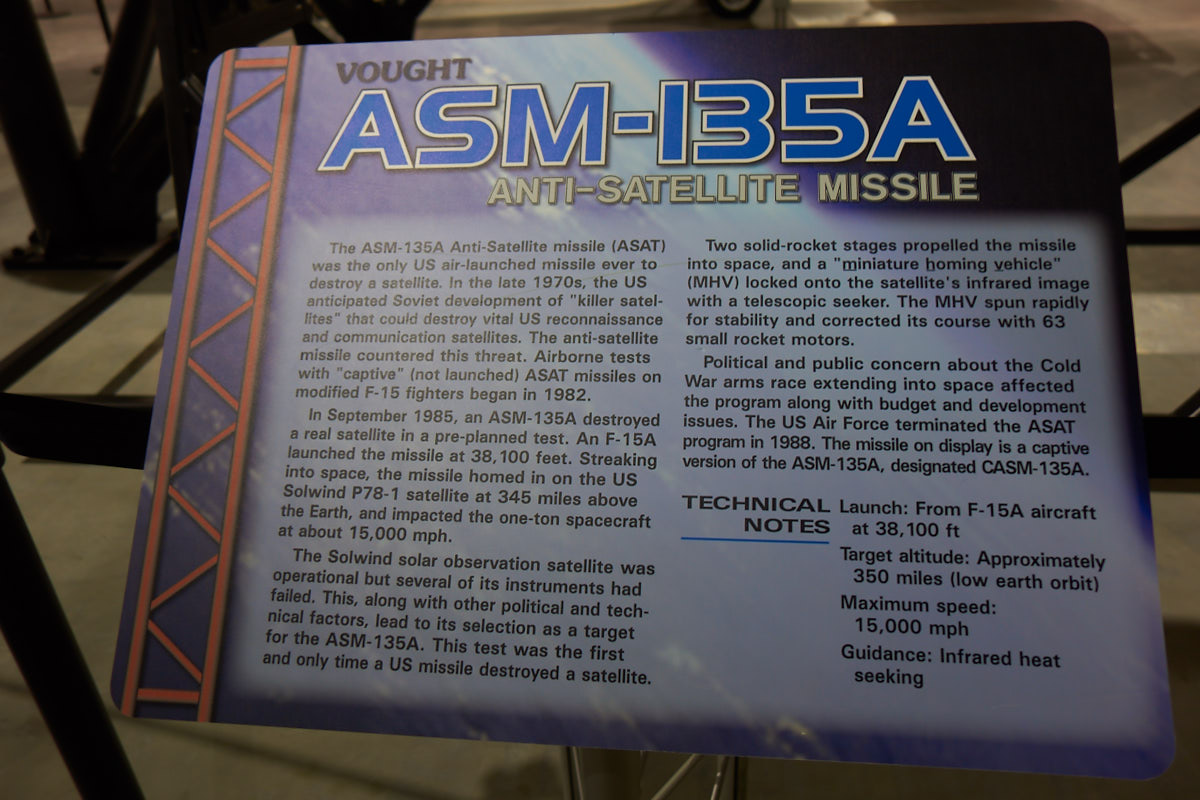 VOUGHT
ASM-135A
ANTI-SATELLITE MISSILE
The ASM-135A Anti-Satellite missile (ASAT)
was the only US air-launched missile ever to
destroy a satellite. In the late 1970s, the US
anticipated Soviet development of "killer satel-
lites" that could destroy vital US reconnaissance
and communication satellites. The anti-satellite
missile countered this threat. Airborne tests
with "captive" (not launched) ASAT missiles on
modified F-15 fighters began in 1982.
In September 1985, an ASM-135A destroyed
a real satellite in a pre-planned test. An F-15A
launched the missile at 38,100 feet. Streaking
into space, the missile homed in on the US
Solwind P78-1 satellite at 345 miles above
the Earth, and impacted the one-ton spacecraft
at about 15,000 mph.
The Solwind solar observation satellite was
operational but several of its instruments had
failed. This, along with other political and tech-
nical factors, lead to its selection as a target
for the ASM-135A. This test was the first
and only time a US missile destroyed a satellite.
Two solid-rocket stages propelled the missile
into space, and a "miniature homing vehicle"
(MHV) locked onto the satellite's infrared image
with a telescopic seeker. The MHV spun rapidly
for stability and corrected its course with 63
small rocket motors.
Political and public concern about the Cold
War arms race extending into space affected
the program along with budget and development
issues. The US Air Force terminated the ASAT
program in 1988. The missile on display is a captive
version of the ASM-135A, designated CASM-135A.
TECHNICAL
NOTES
Launch: From F-15A aircraft
at 38,100 ft
Target altitude: Approximately
350 miles (low earth orbit)
Maximum speed:
15,000 mph
Guidance: Infrared heat
seeking